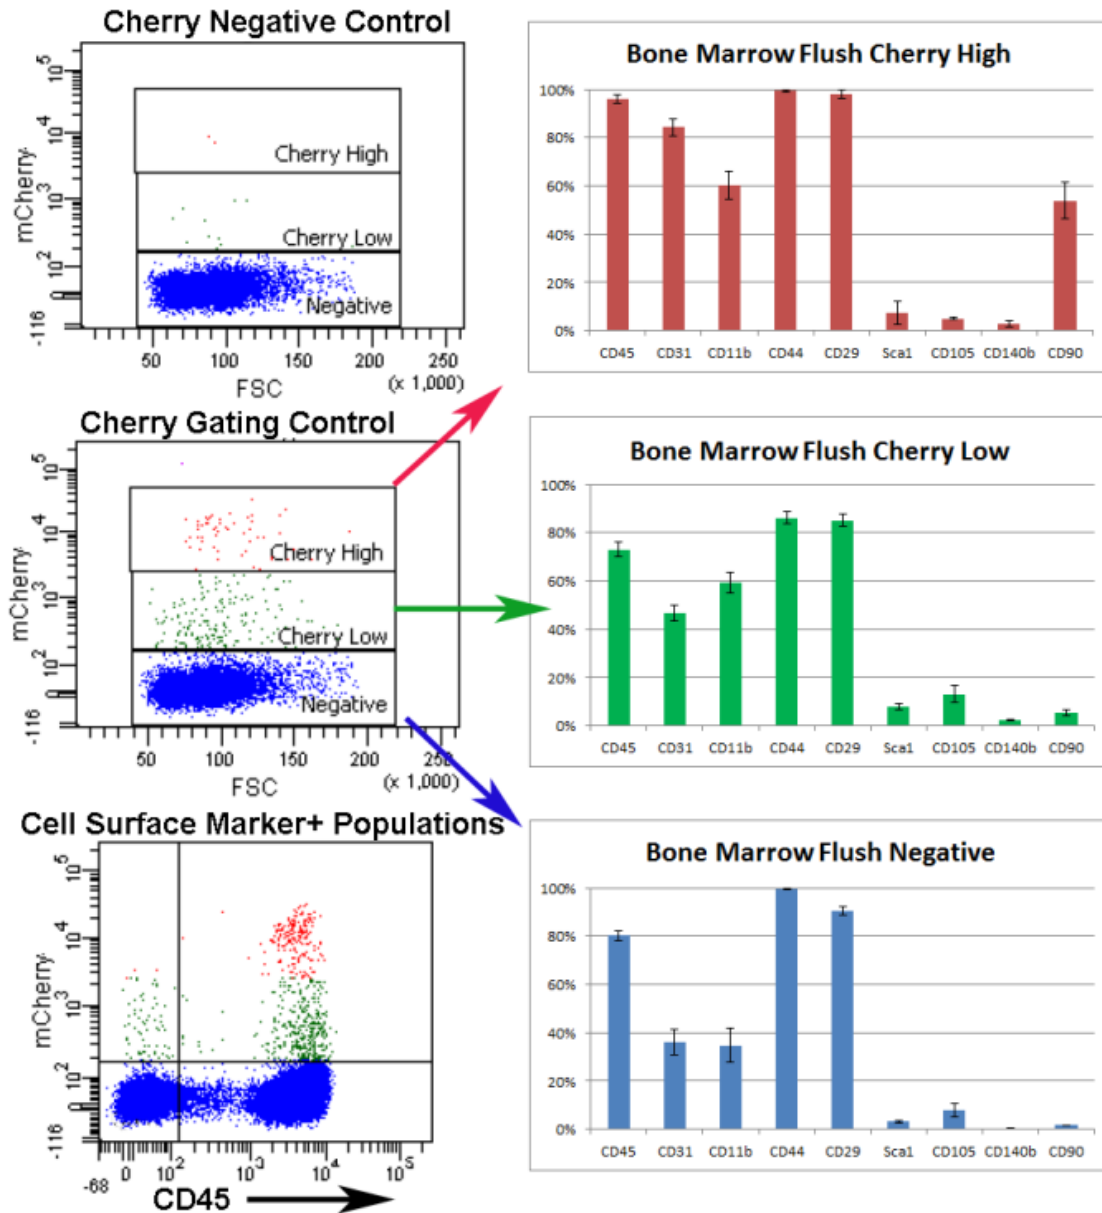 Cherry Negative Control
mCherry
10^5
10^4
10^3
10^2
0
-116
Cherry High
Cherry Low
Negative
50 100 150 200 250
FSC
(x 1,000)
Bone Marrow Flush Cherry High
100%
80%
60%
40%
20%
0%
CD45 CD31 CD11b CD44 CD29 Sca1 CD105 CD140b CD90
Cherry Gating Control
mCherry
10^5
10^4
10^3
10^2
0
-116
Cherry High
Cherry Low
Negative
50 100 150 200 250
FSC
(x 1,000)
Bone Marrow Flush Cherry Low
100%
80%
60%
40%
20%
0%
CD45 CD31 CD11b CD44 CD29 Sca1 CD105 CD140b CD90
Cell Surface Marker+ Populations
mCherry
10^5
10^4
10^3
10^2
0
-116
-68 0 10^2 10^3 10^4 10^5
CD45
Bone Marrow Flush Negative
100%
80%
60%
40%
20%
0%
CD45 CD31 CD11b CD44 CD29 Sca1 CD105 CD140b CD90